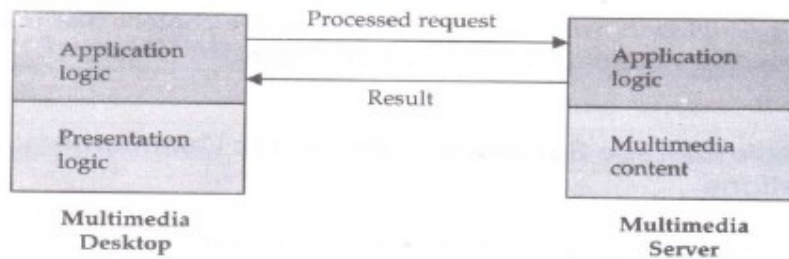 Processed request
Application
logic
Application
logic
Result
Presentation
logic
Multimedia
content
Multimedia
Desktop
Multimedia
Server